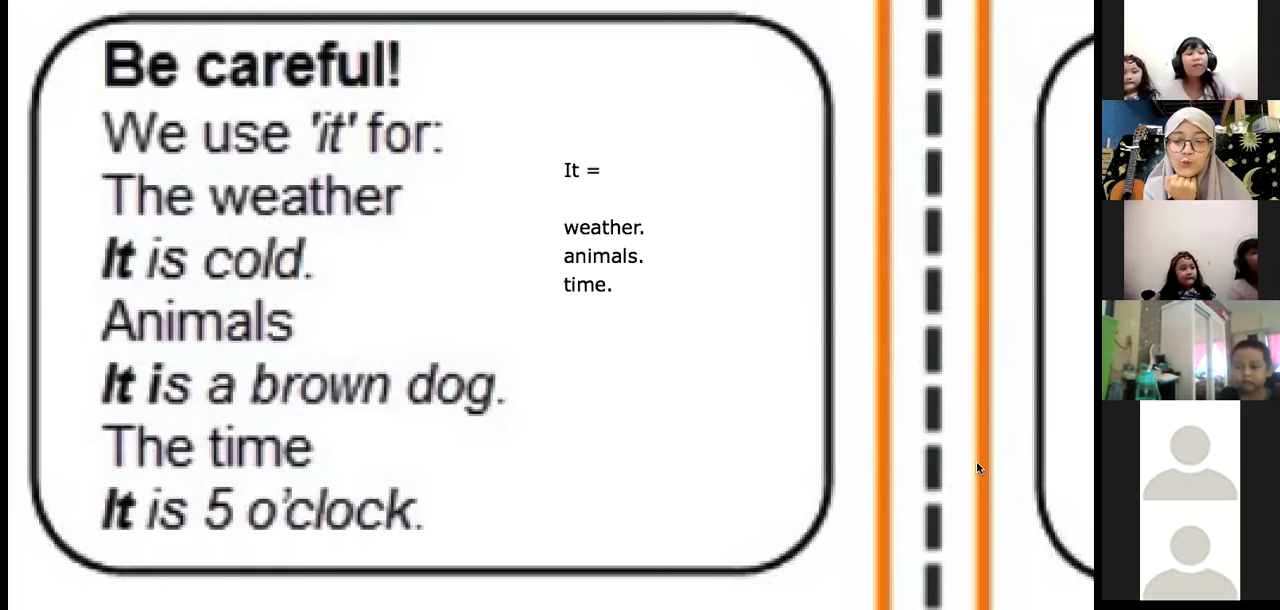 Be careful!
We use 'it' for:
The weather
It is cold.
Animals
It is a brown dog.
The time
It is 5 o'clock.
It =
weather.
animals.
time.